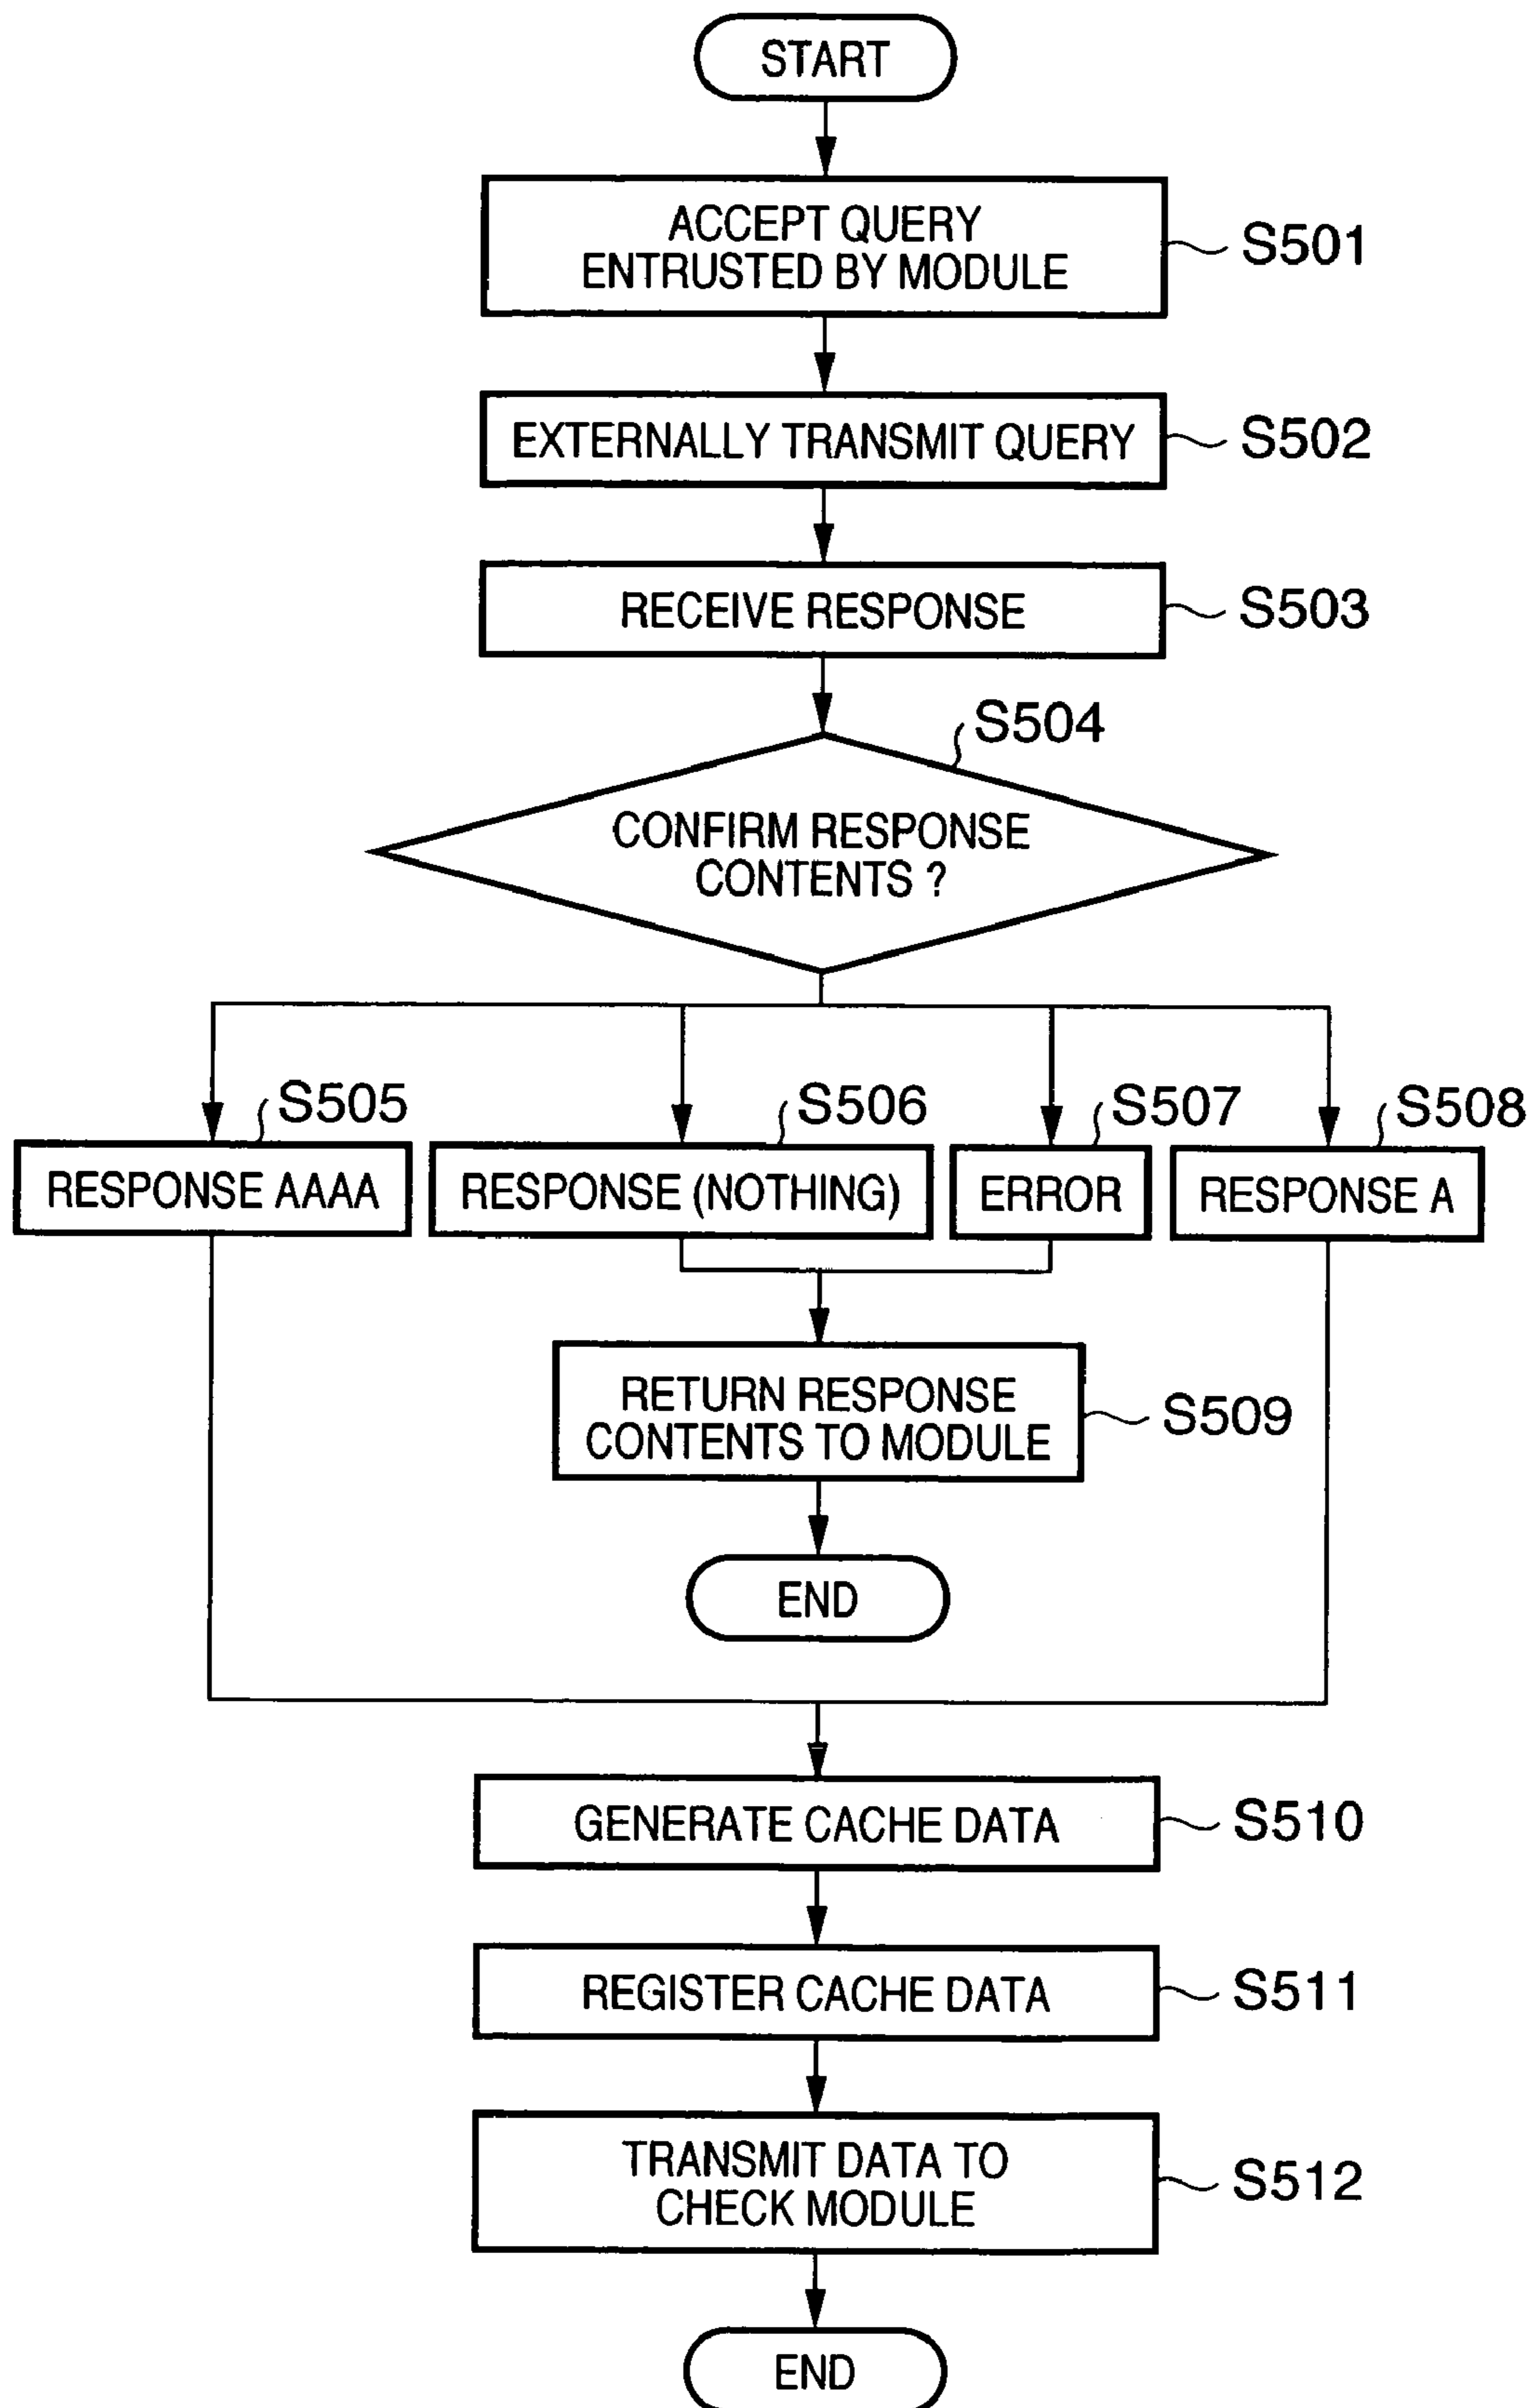 START
ACCEPT QUERY
ENTRUSTED BY MODULE
S501
EXTERNALLY TRANSMIT QUERY
S502
RECEIVE RESPONSE
S503
S504
CONFIRM RESPONSE
CONTENTS ?
S505
S506
S507
S508
RESPONSE AAAA
RESPONSE (NOTHING)
ERROR
RESPONSE A
RETURN RESPONSE
CONTENTS TO MODULE
S509
END
GENERATE CACHE DATA
S510
REGISTER CACHE DATA
S511
TRANSMIT DATA TO
CHECK MODULE
S512
END